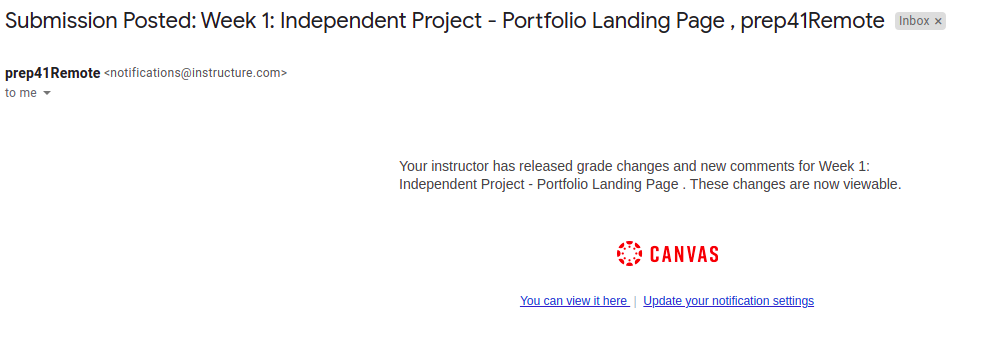 Submission Posted: Week 1: Independent Project - Portfolio Landing Page , prep41Remote Inbox ×
prep41Remote <notifications@instructure.com>
to me
Your instructor has released grade changes and new comments for Week 1:
Independent Project - Portfolio Landing Page . These changes are now viewable.
CANVAS
You can view it here | Update your notification settings